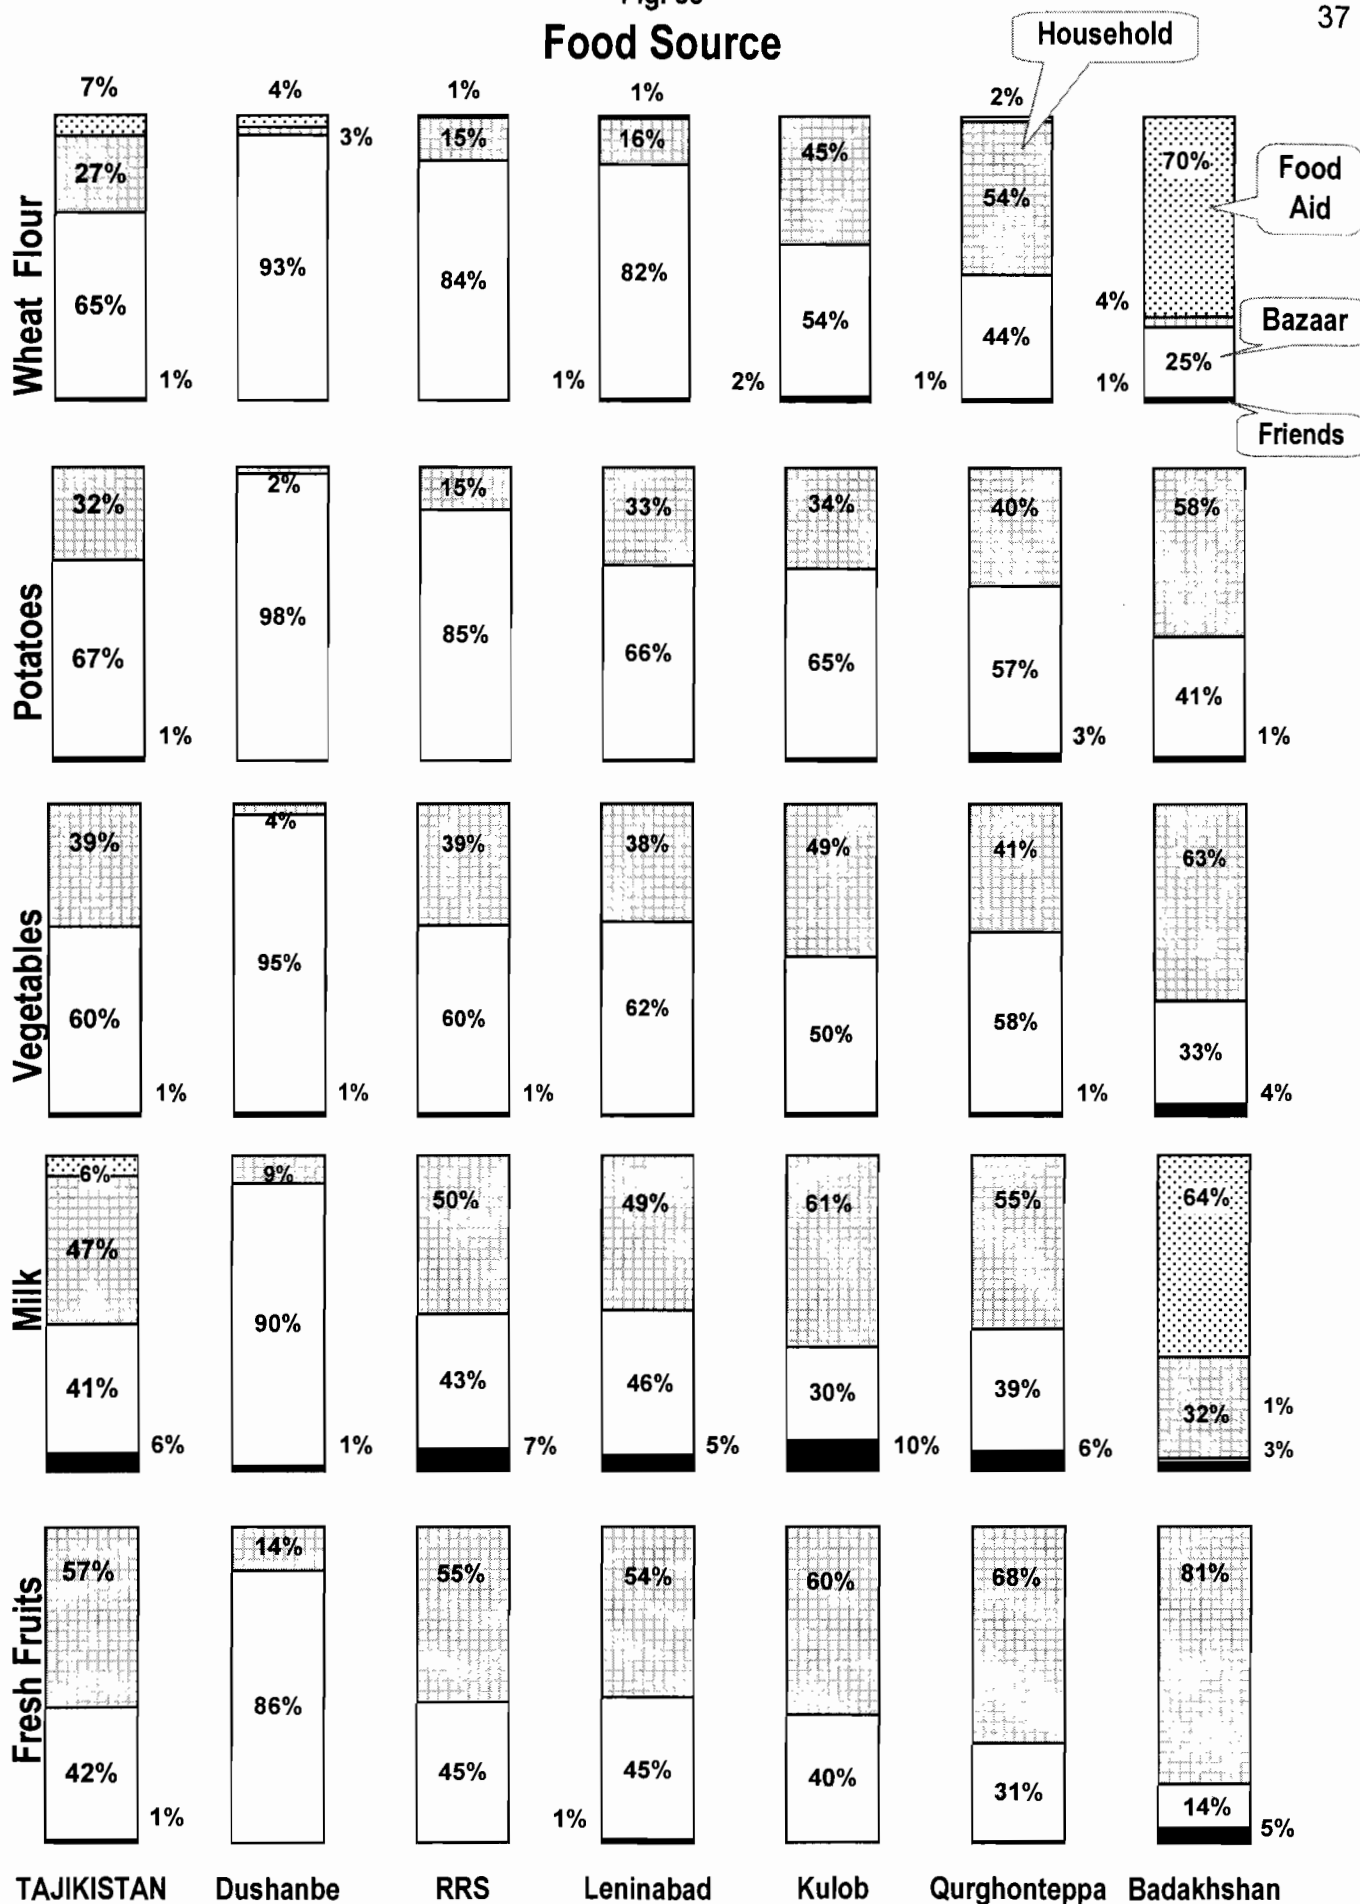 37
Food Source
Household
7% 4% 1% 1% 2%
3%
27% 15% 16% 45% 54% 70%
Food
Aid
65% 93% 84% 82% 54% 44% 4%
Bazaar
25%
1% 1% 2% 1% 1%
Friends
Wheat Flour
32% 2% 15% 33% 34% 40% 58%
67% 98% 85% 66% 65% 57% 41%
1% 3% 1%
Potatoes
39% 4% 39% 38% 49% 41% 63%
60% 95% 60% 62% 50% 58% 33%
1% 1% 1% 1% 4%
Vegetables
6% 9% 50% 49% 61% 55% 64%
47%
41% 90% 43% 46% 30% 39% 32% 1%
6% 1% 7% 5% 10% 6% 3%
Milk
57% 14% 55% 54% 60% 68% 81%
42% 86% 45% 45% 40% 31% 14%
1% 1% 5%
Fresh Fruits
TAJIKISTAN Dushanbe RRS Leninabad Kulob Qurghonteppa Badakhshan